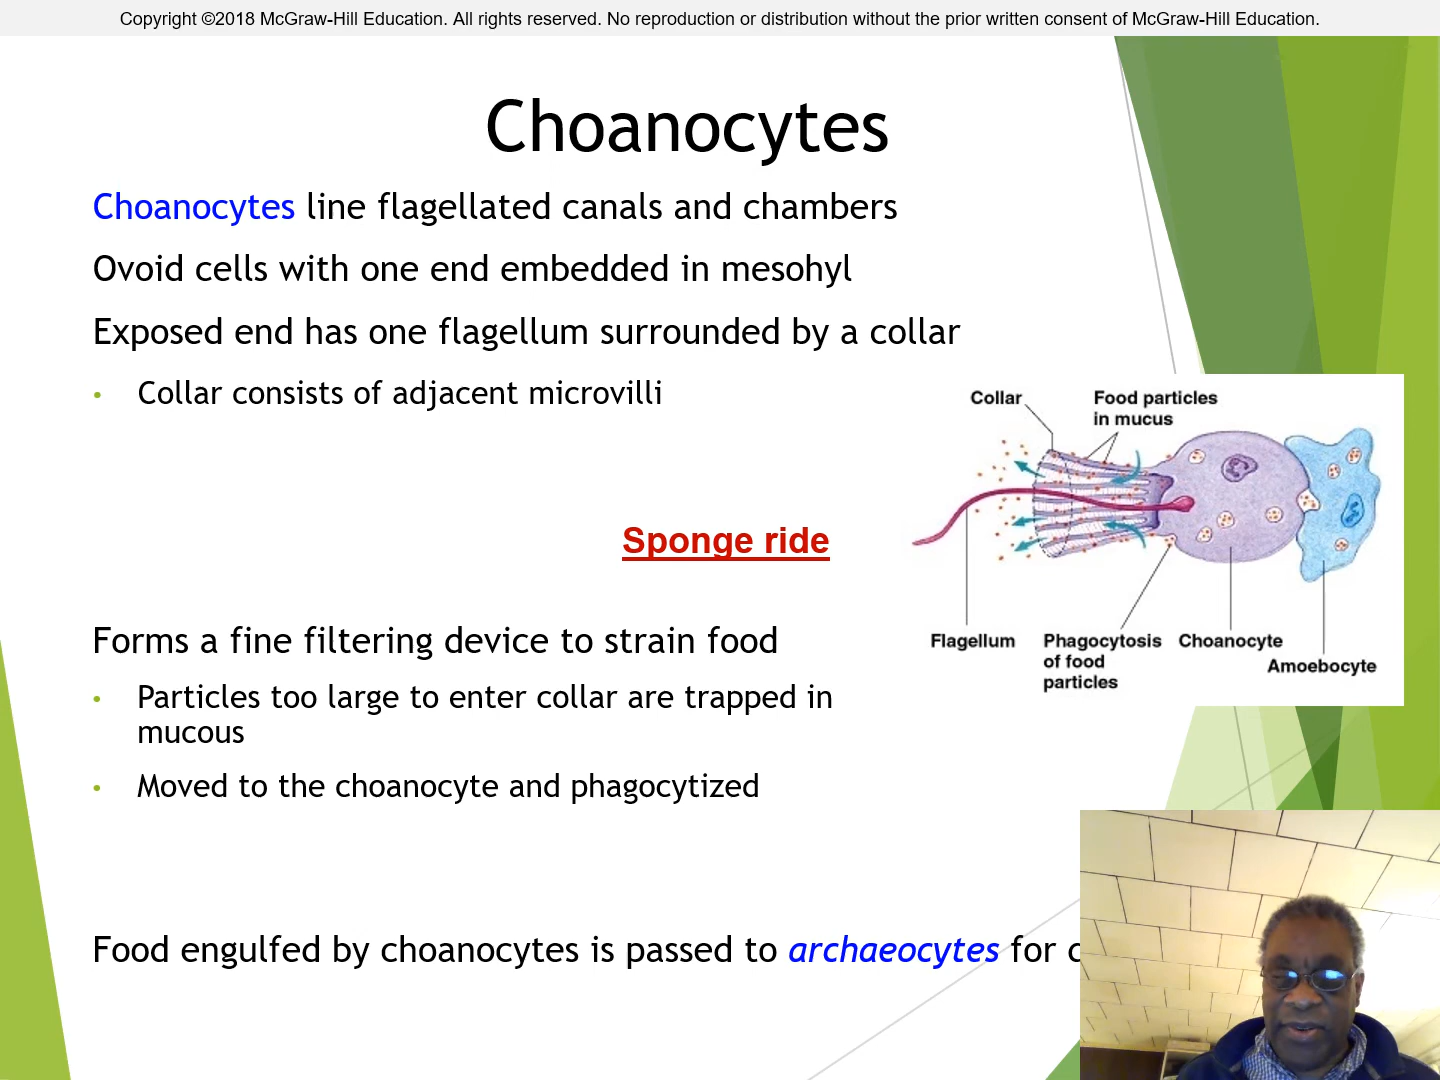 Copyright ©2018 McGraw-Hill Education. All rights reserved. No reproduction or distribution without the prior written consent of McGraw-Hill Education.
Choanocytes
Choanocytes line flagellated canals and chambers
Ovoid cells with one end embedded in mesohyl
Exposed end has one flagellum surrounded by a collar
• Collar consists of adjacent microvilli
Collar
Food particles
in mucus
Sponge ride
Flagellum
Phagocytosis
of food
particles
Choanocyte
Amoebocyte
Forms a fine filtering device to strain food
• Particles too large to enter collar are trapped in
mucous
• Moved to the choanocyte and phagocytized
Food engulfed by choanocytes is passed to archaeocytes for